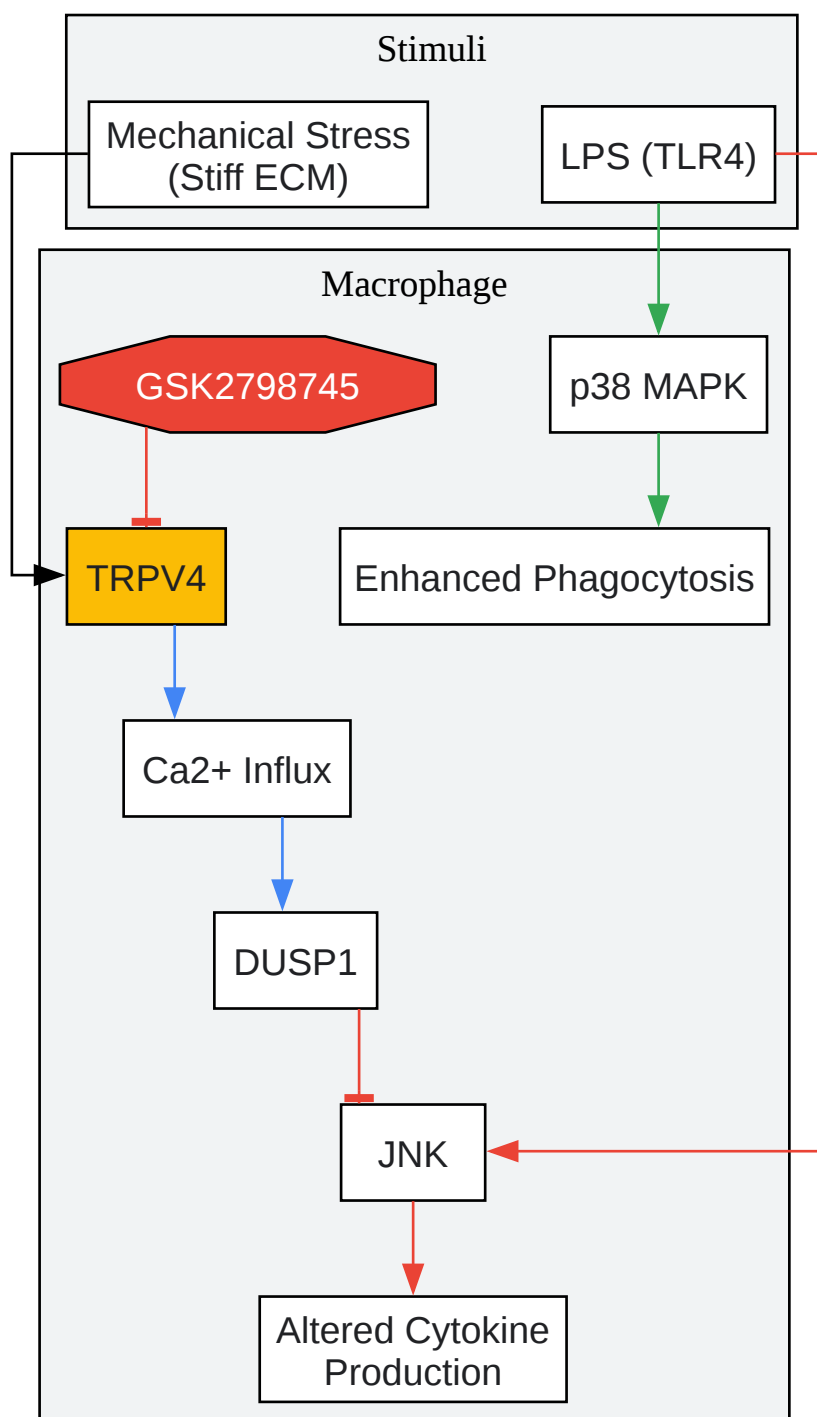 Stimuli
Mechanical Stress
(Stiff ECM)
LPS (TLR4)
Macrophage
GSK2798745
p38 MAPK
TRPV4
Enhanced Phagocytosis
Ca2+ Influx
DUSP1
JNK
Altered Cytokine
Production